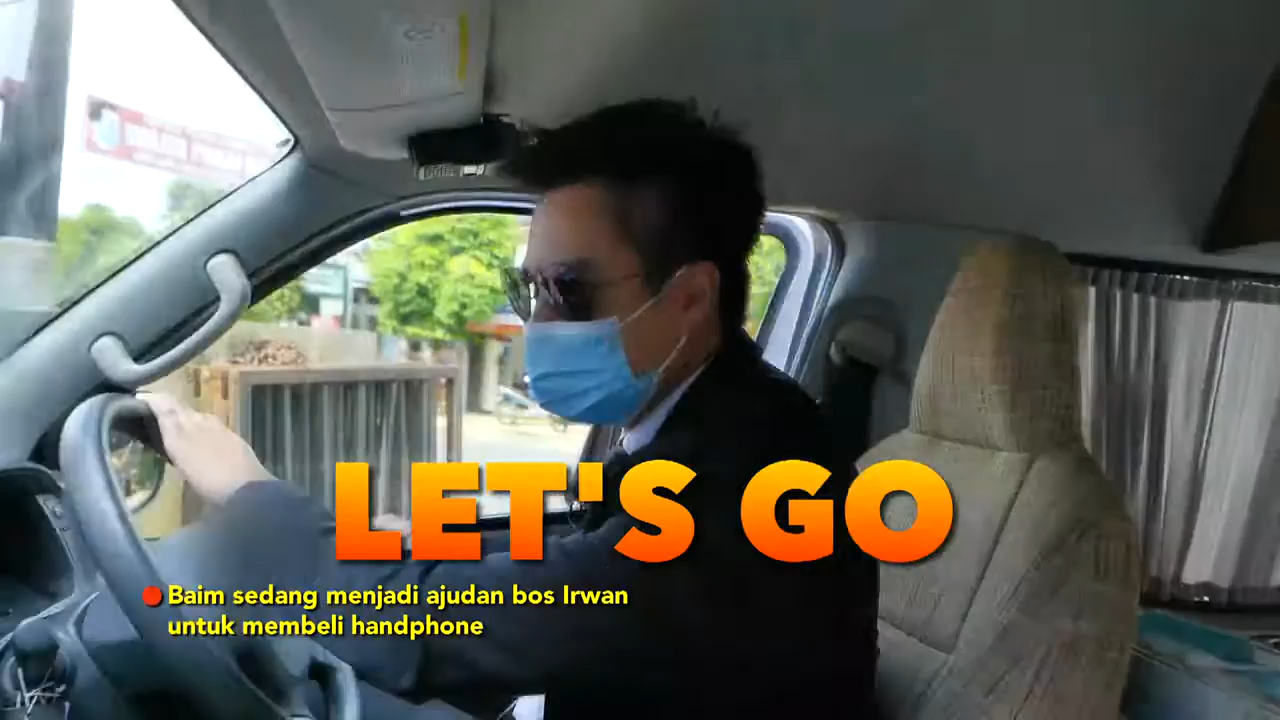 LET'S GO
Baim sedang menjadi ajudan bos Irwan
untuk membeli handphone